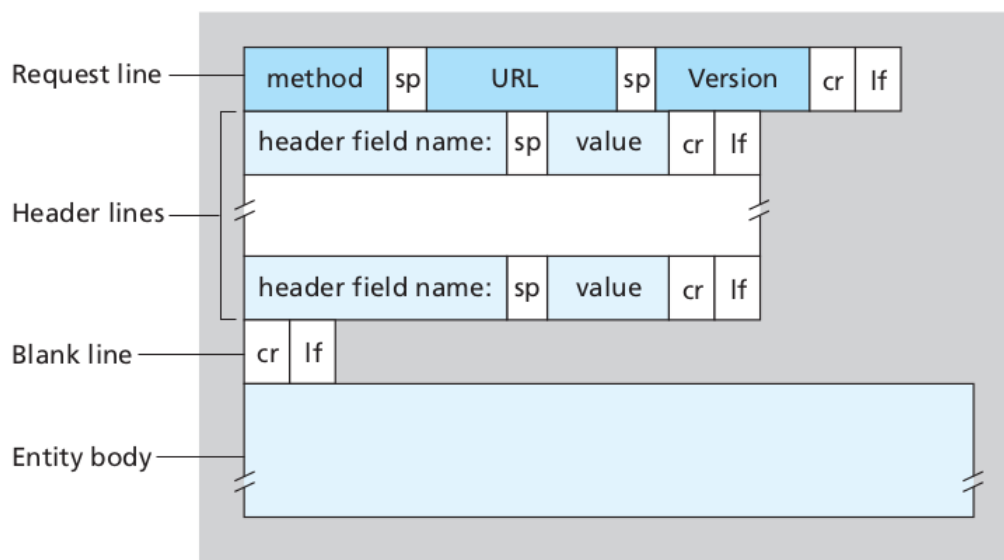 Request line method sp URL sp Version cr lf
header field name: sp value cr lf
Header lines
header field name: sp value cr lf
Blank line cr lf
Entity body